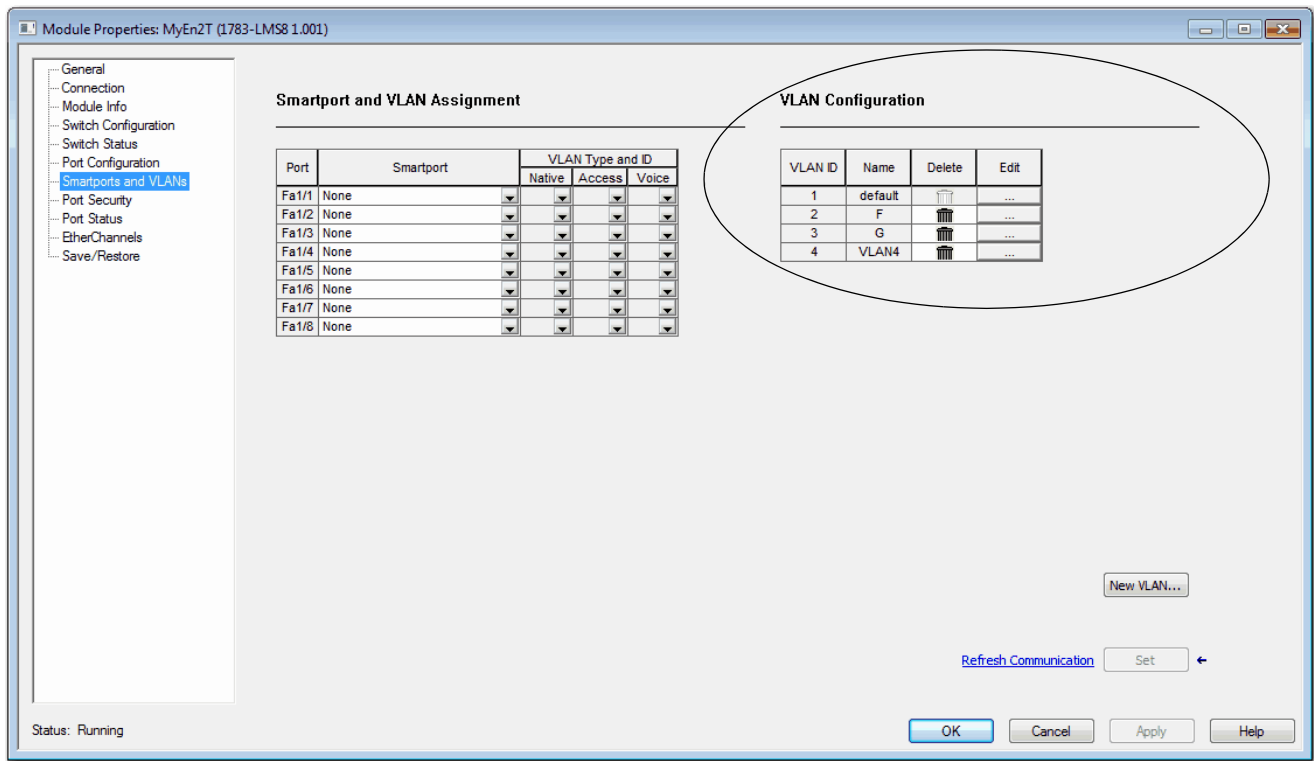 Module Properties: MyEn2T (1783-LMS8 1.001)
General
Connection
Module Info
Switch Configuration
Switch Status
Port Configuration
Smartports and VLANs
Port Security
Port Status
EtherChannels
Save/Restore
Smartport and VLAN Assignment
Port Smartport VLAN Type and ID
Native Access Voice
Fa1/1 None
Fa1/2 None
Fa1/3 None
Fa1/4 None
Fa1/5 None
Fa1/6 None
Fa1/7 None
Fa1/8 None
VLAN Configuration
VLAN ID Name Delete Edit
1 default ...
2 F ...
3 G ...
4 VLAN4 ...
New VLAN...
Refresh Communication Set
Status: Running
OK Cancel Apply Help